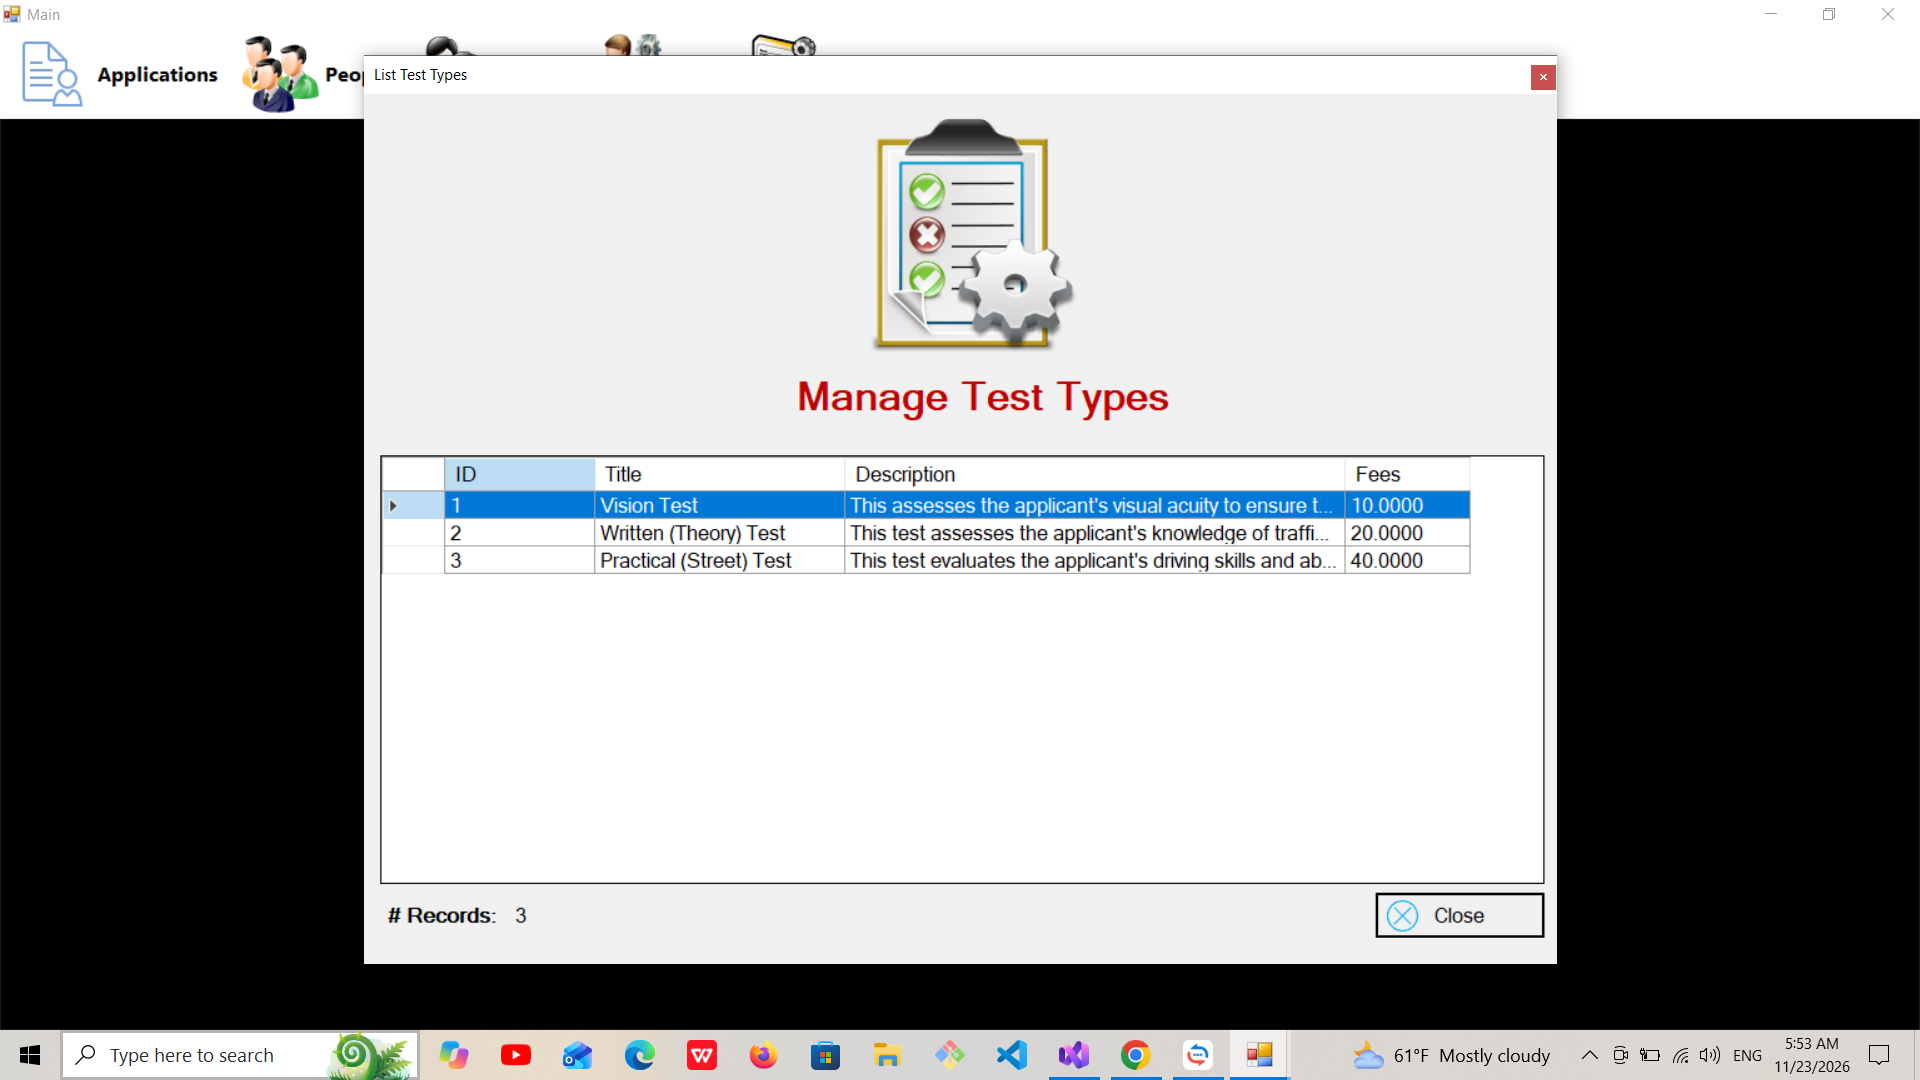 Main
Applications
Peo
List Test Types
Manage Test Types
ID Title Description Fees
1 Vision Test This assesses the applicant's visual acuity to ensure t... 10.0000
2 Written (Theory) Test This test assesses the applicant's knowledge of traffi... 20.0000
3 Practical (Street) Test This test evaluates the applicant's driving skills and ab... 40.0000
# Records: 3
Close
Type here to search
61°F Mostly cloudy
ENG
5:53 AM
11/23/2026